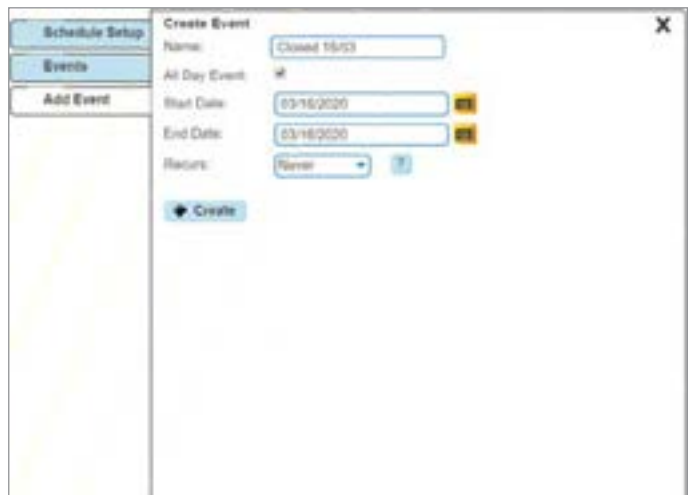 Schedule Setup
Events
Add Event
Create Event
X
Name:
Closed 16/03
All Day Event:
Start Date:
03/16/2020
End Date:
03/16/2020
Recurs:
Never
?
Create